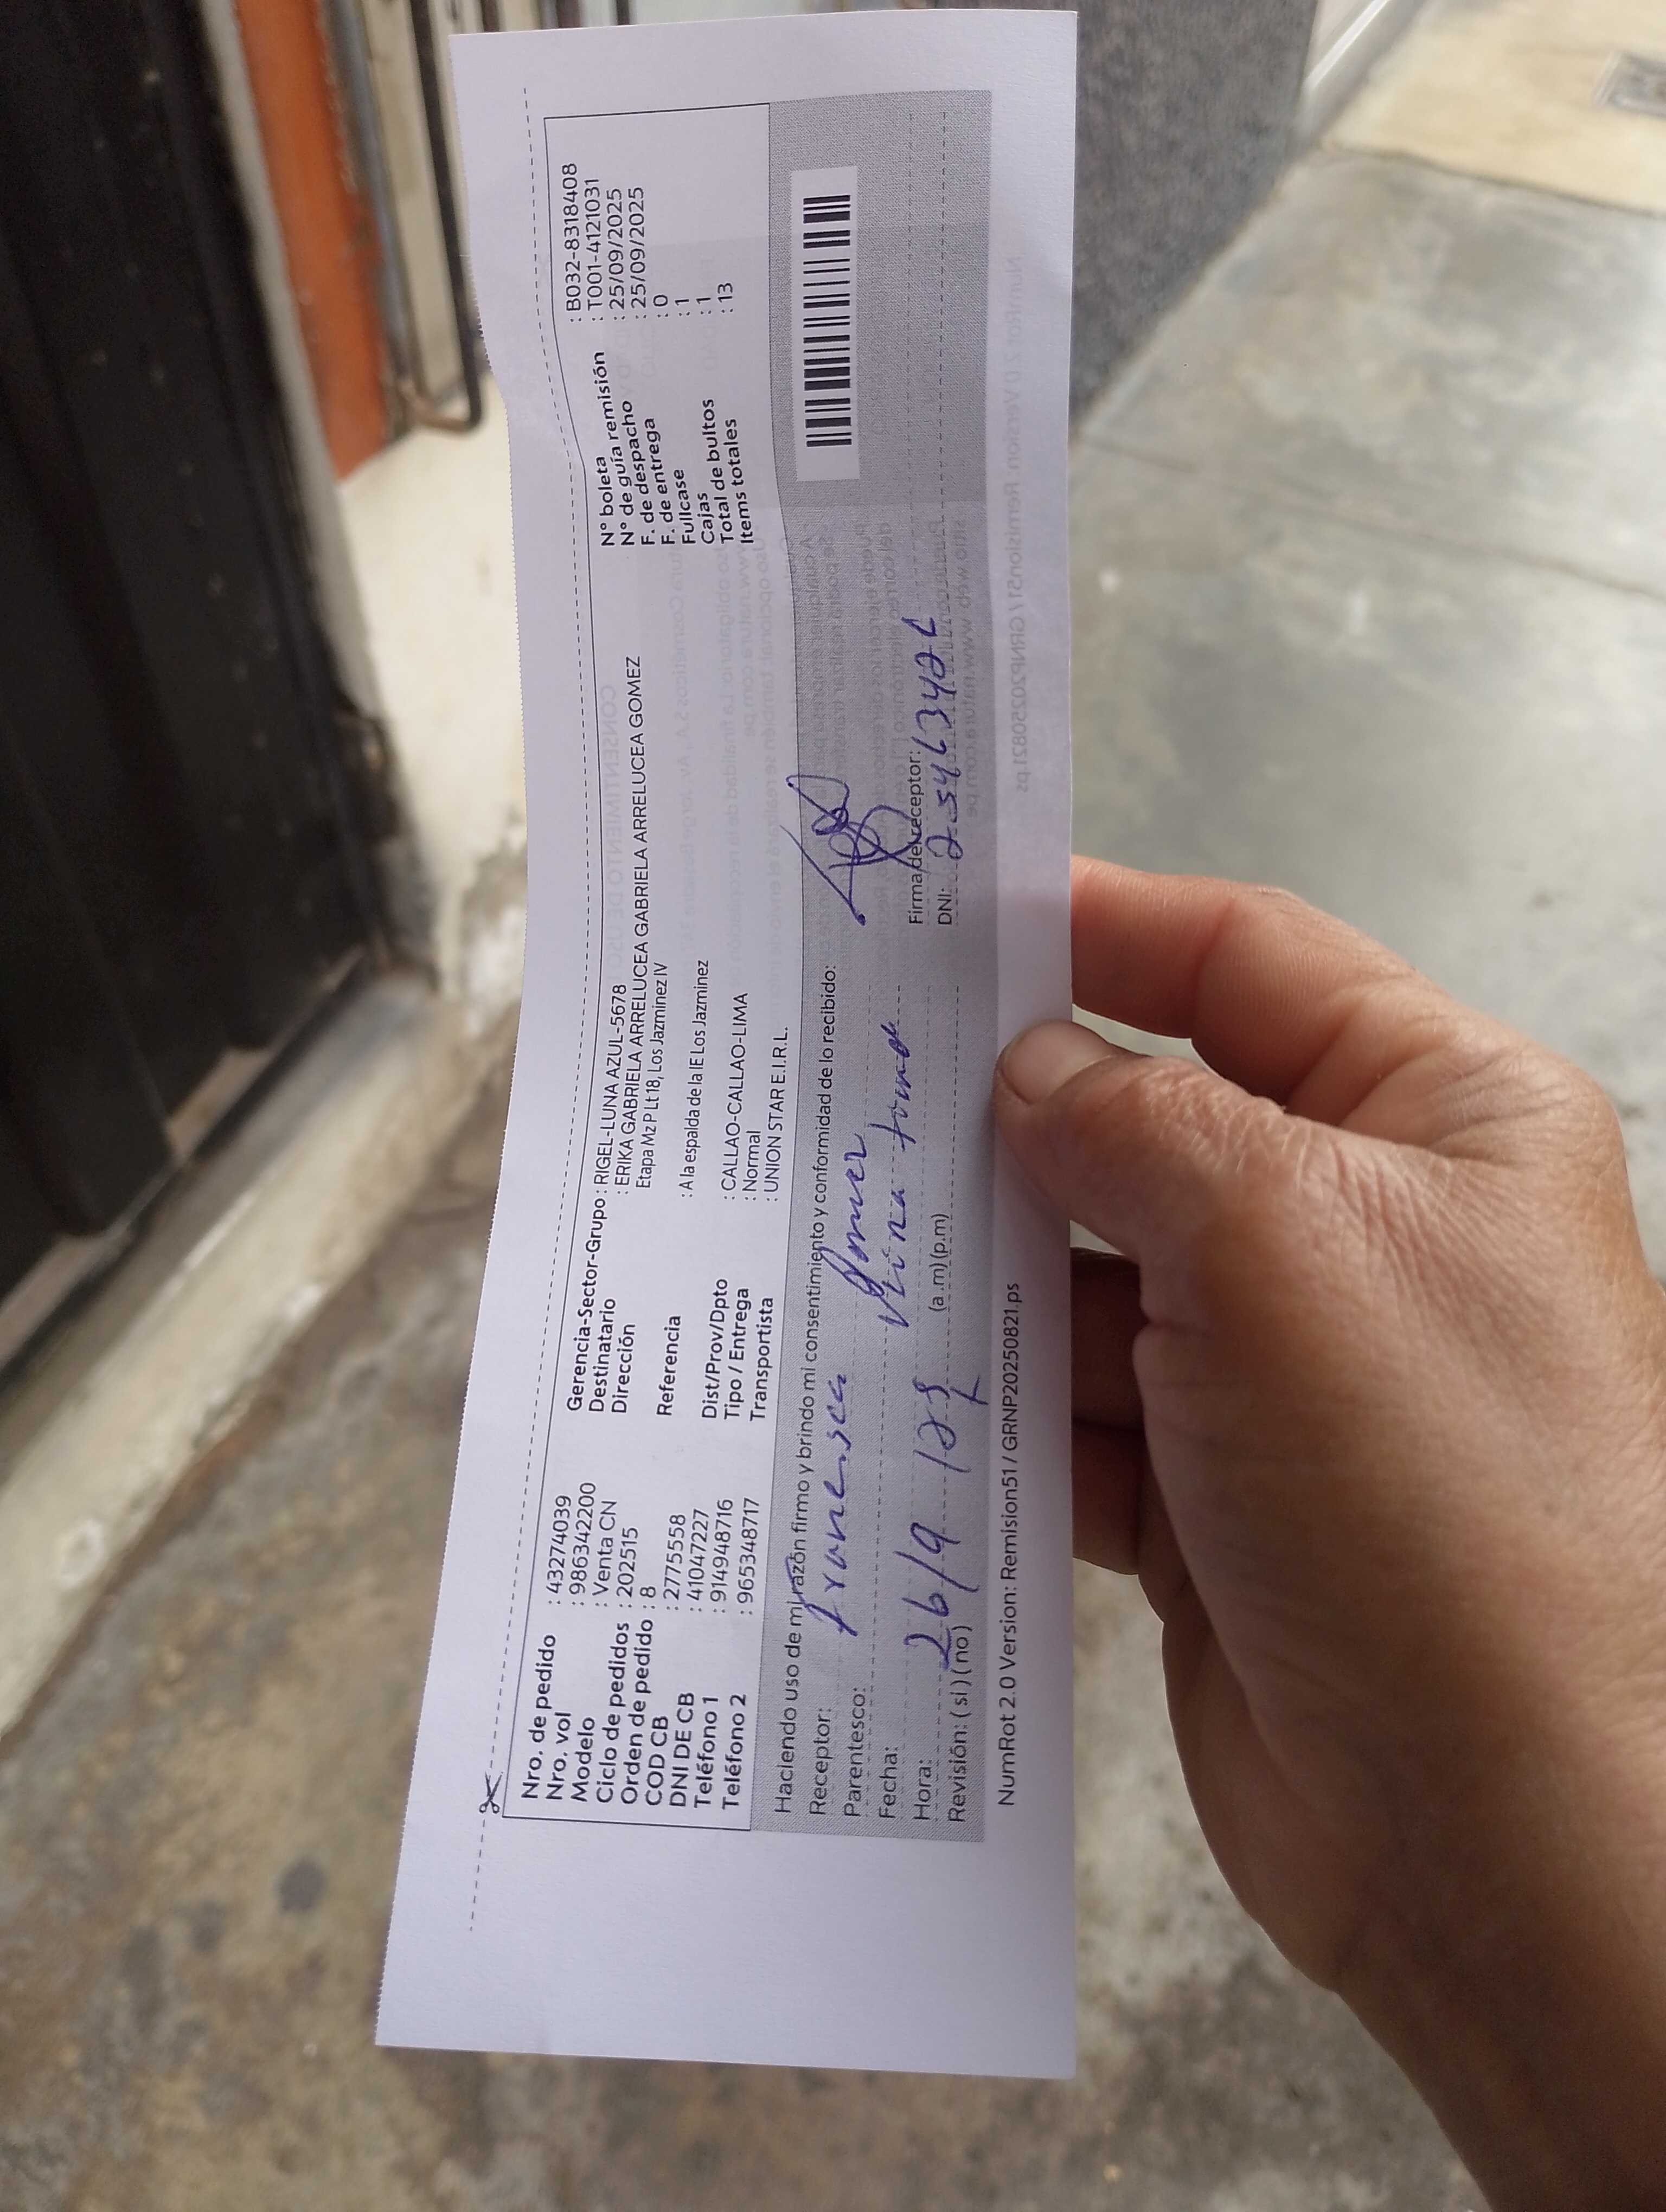 Nro. de pedido : 43274039
Nro. vol : 986342200
Modelo : Venta CN
Ciclo de pedidos : 202515
Orden de pedido : 8
COD CB : 2775558
DNI DE CB : 41047227
Teléfono 1 : 914948716
Teléfono 2 : 965348717
Gerencia-Sector-Grupo : RIGEL-LUNA AZUL-5678
Destinatario : ERIKA GABRIELA ARRELUCEA GABRIELA ARRELUCEA GOMEZ
Dirección Etapa Mz P Lt 18, Los Jazminez IV
Referencia : A la espalda de la IE Los Jazminez
Dist/Prov/Dpto : CALLAO-CALLAO-LIMA
Tipo / Entrega : Normal
Transportista : UNION STAR E.I.R.L.
N° boleta : B032-8318408
N° de guía remisión : T001-4121031
F. de despacho : 25/09/2025
F. de entrega : 25/09/2025
Fullcase : 0
Cajas : 1
Total de bultos : 1
Items totales : 13
Haciendo uso de mi razón firmo y brindo mi consentimiento y conformidad de lo recibido:
Receptor:
Parentesco:
Fecha: 26/9
Hora: (a.m) (p.m)
Revisión: ( si ) ( no )
Firma del receptor:
DNI:
NumRot 2.0 Version: Remision51 / GRNP20250821.ps